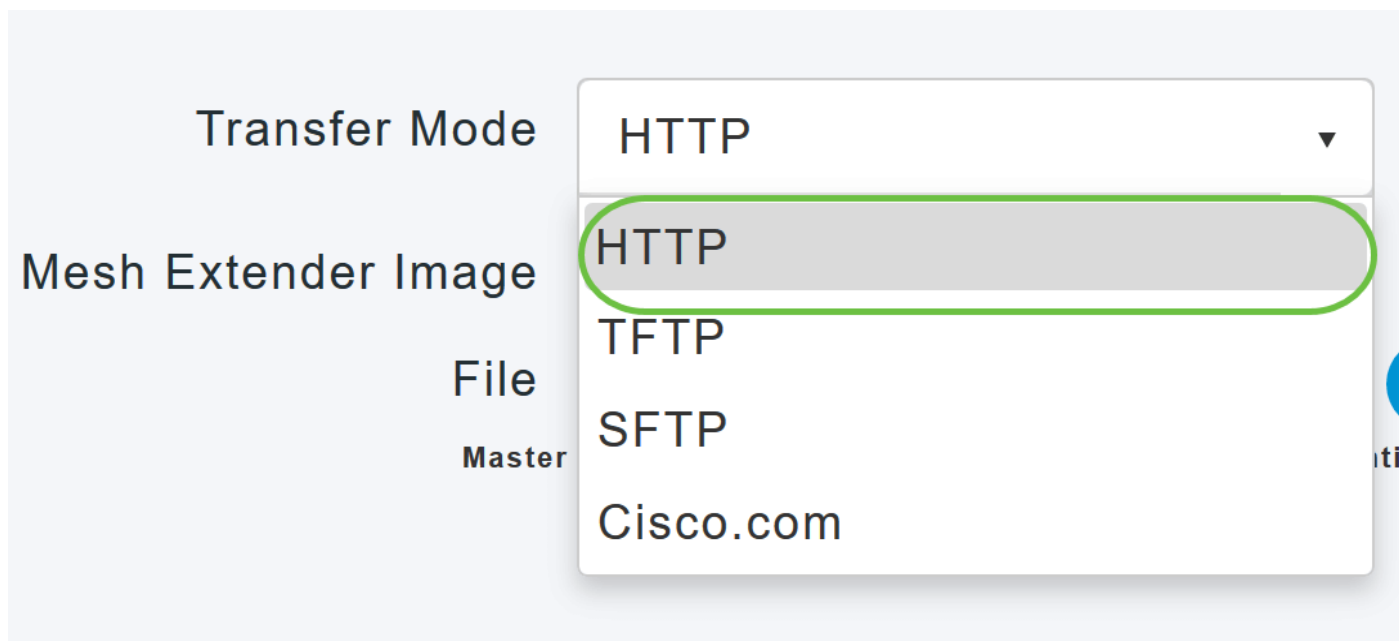 Transfer Mode HTTP
HTTP
Mesh Extender Image
TFTP
File
SFTP
Master
Cisco.com